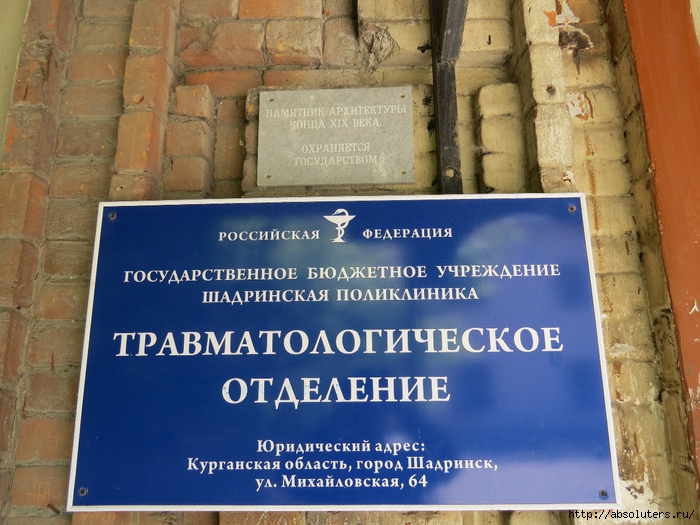 ПАМЯТНИК АРХИТЕКТУРЫ
КОНЦА XIX ВЕКА.
ОХРАНЯЕТСЯ
ГОСУДАРСТВОМ
РОССИЙСКАЯ ФЕДЕРАЦИЯ
ГОСУДАРСТВЕННОЕ БЮДЖЕТНОЕ УЧРЕЖДЕНИЕ
ШАДРИНСКАЯ ПОЛИКЛИНИКА
ТРАВМАТОЛОГИЧЕСКОЕ
ОТДЕЛЕНИЕ
Юридический адрес:
Курганская область, город Шадринск,
ул. Михайловская, 64
http://absoluters.ru/